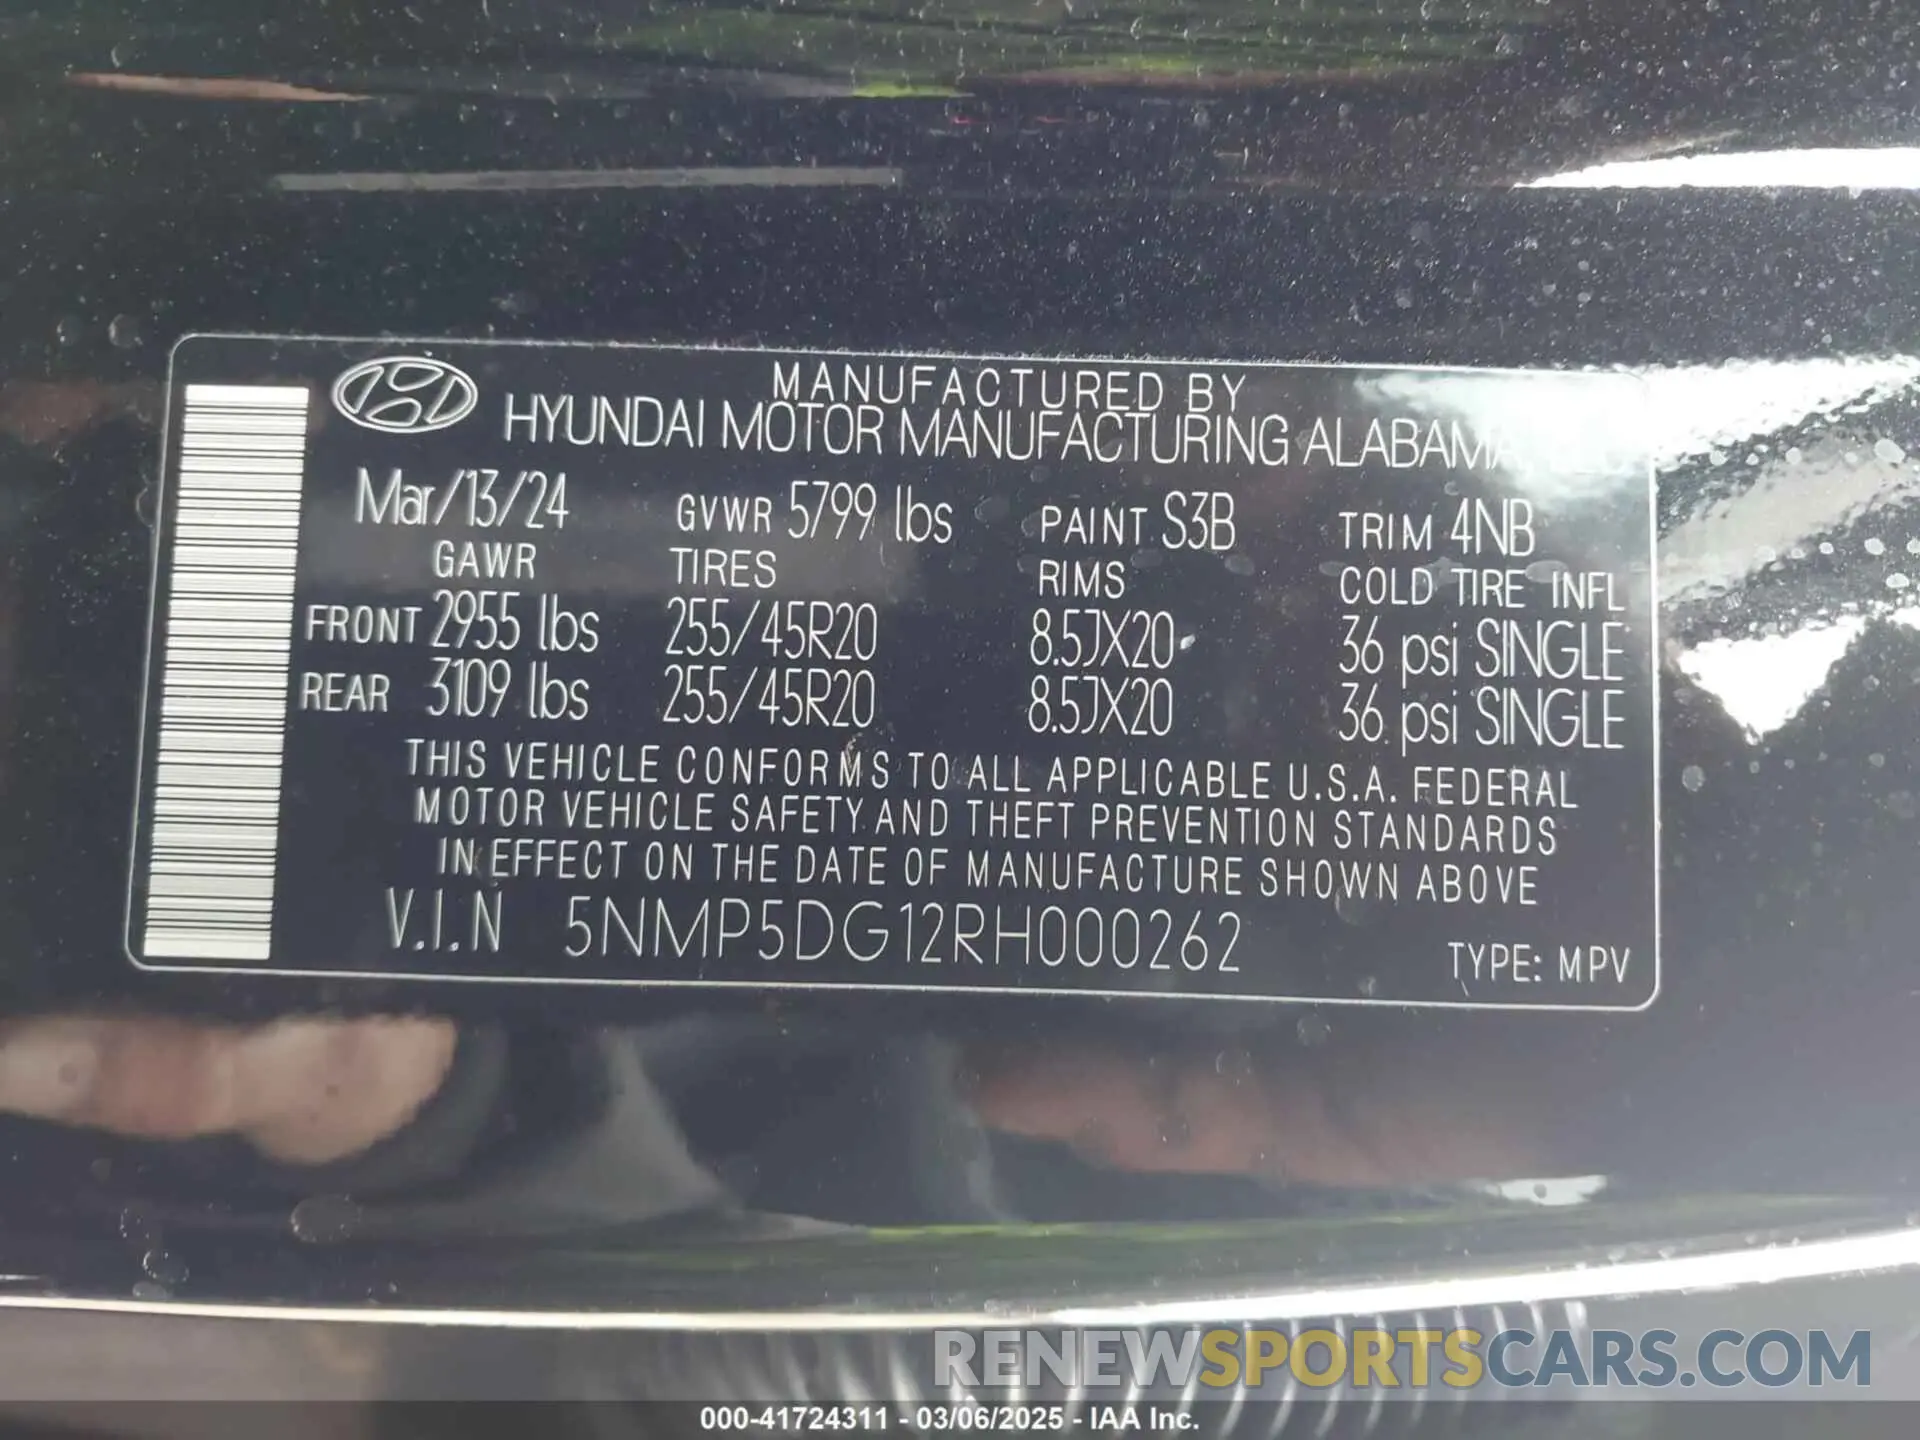 MANUFACTURED BY
HYUNDAI MOTOR MANUFACTURING ALABAMA,
Mar/13/24 GVWR 5799 lbs PAINT S3B TRIM 4NB
GAWR TIRES RIMS COLD TIRE INFL
FRONT 2955 lbs 255/45R20 8.5JX20 36 psi SINGLE
REAR 3109 lbs 255/45R20 8.5JX20 36 psi SINGLE
THIS VEHICLE CONFORMS TO ALL APPLICABLE U.S.A. FEDERAL
MOTOR VEHICLE SAFETY AND THEFT PREVENTION STANDARDS
IN EFFECT ON THE DATE OF MANUFACTURE SHOWN ABOVE
V.I.N 5NMP5DG12RH000262 TYPE: MPV
RENEWSPORTSCARS.COM
000-41724311 - 03/06/2025 - IAA Inc.